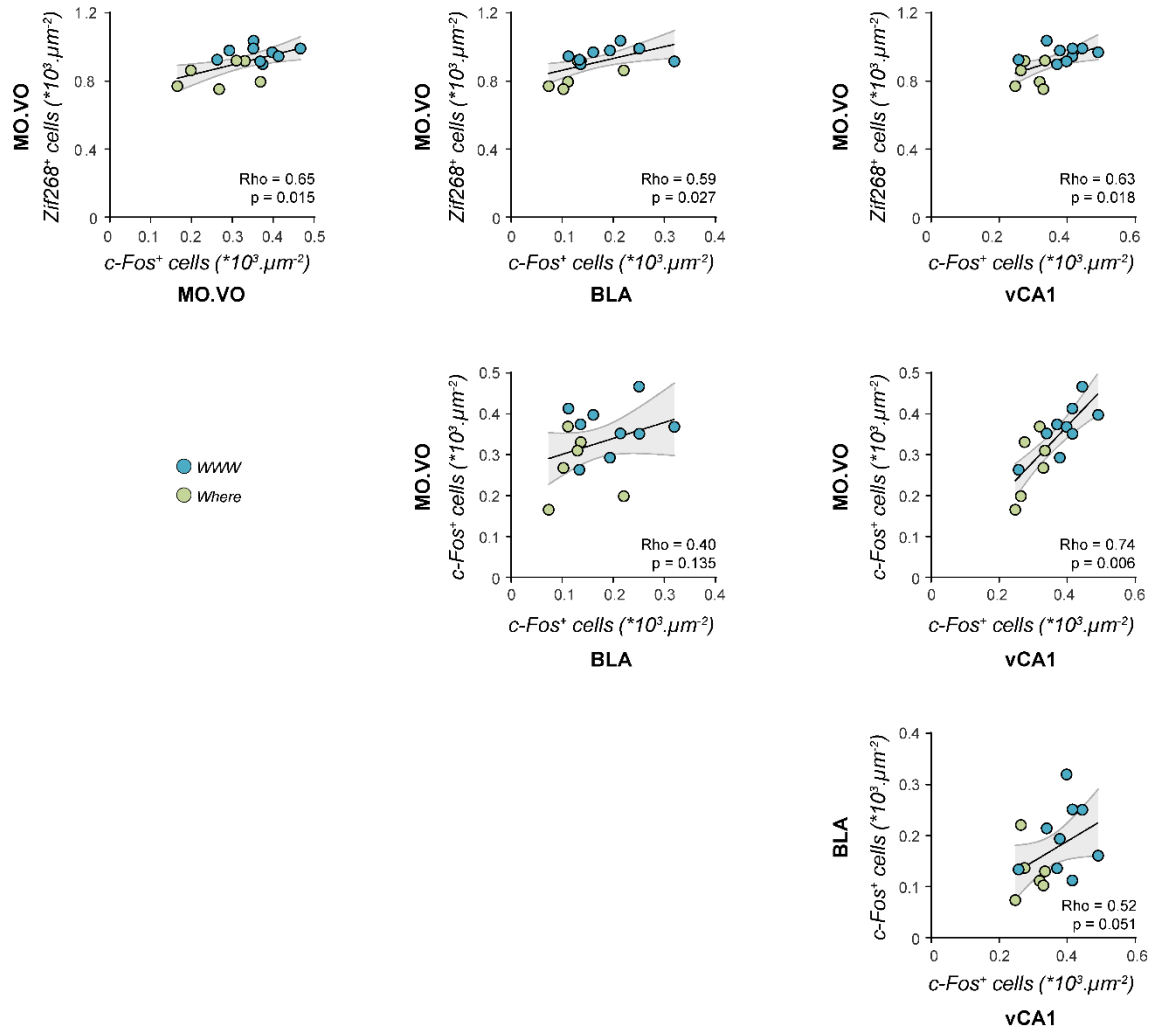 MO.VO
Zif268⁺ cells (*10³.µm⁻²)
1.2
0.8
0.4
0
Rho = 0.65
p = 0.015
0 0.1 0.2 0.3 0.4 0.5
c-Fos⁺ cells (*10³.µm⁻²)
MO.VO
MO.VO
Zif268⁺ cells (*10³.µm⁻²)
1.2
0.8
0.4
0
Rho = 0.59
p = 0.027
0 0.1 0.2 0.3 0.4
c-Fos⁺ cells (*10³.µm⁻²)
BLA
MO.VO
Zif268⁺ cells (*10³.µm⁻²)
1.2
0.8
0.4
0
Rho = 0.63
p = 0.018
0 0.2 0.4 0.6
c-Fos⁺ cells (*10³.µm⁻²)
vCA1
WWW
Where
MO.VO
c-Fos⁺ cells (*10³.µm⁻²)
0.5
0.4
0.3
0.2
0.1
0
Rho = 0.40
p = 0.135
0 0.1 0.2 0.3 0.4
c-Fos⁺ cells (*10³.µm⁻²)
BLA
MO.VO
c-Fos⁺ cells (*10³.µm⁻²)
0.5
0.4
0.3
0.2
0.1
0
Rho = 0.74
p = 0.006
0 0.2 0.4 0.6
c-Fos⁺ cells (*10³.µm⁻²)
vCA1
BLA
c-Fos⁺ cells (*10³.µm⁻²)
0.4
0.3
0.2
0.1
0
Rho = 0.52
p = 0.051
0 0.2 0.4 0.6
c-Fos⁺ cells (*10³.µm⁻²)
vCA1